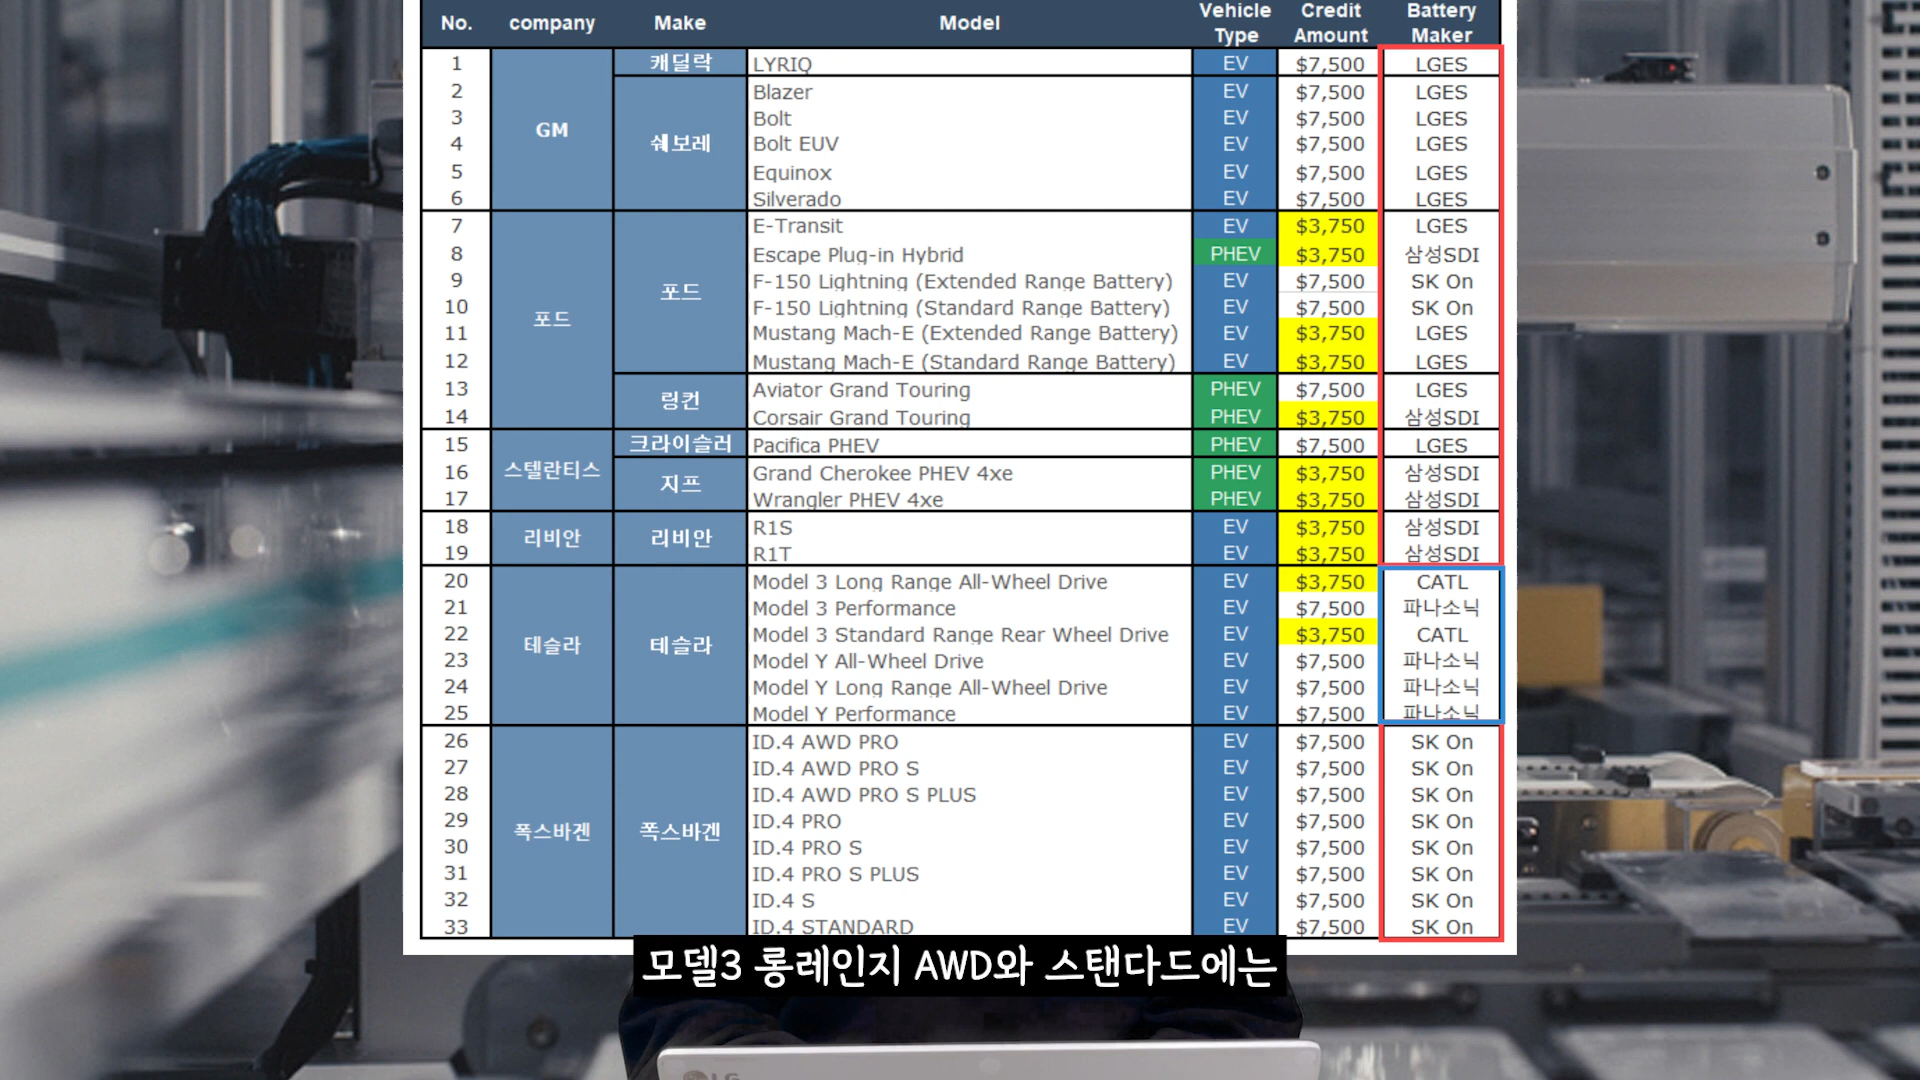 No. company Make Model Vehicle Type Credit Amount Battery Maker
1 GM 캐딜락 LYRIQ EV $7,500 LGES
2 쉐보레 Blazer EV $7,500 LGES
3 Bolt EV $7,500 LGES
4 Bolt EUV EV $7,500 LGES
5 Equinox EV $7,500 LGES
6 Silverado EV $7,500 LGES
7 포드 포드 E-Transit EV $3,750 LGES
8 Escape Plug-in Hybrid PHEV $3,750 삼성SDI
9 F-150 Lightning (Extended Range Battery) EV $7,500 SK On
10 F-150 Lightning (Standard Range Battery) EV $7,500 SK On
11 Mustang Mach-E (Extended Range Battery) EV $3,750 LGES
12 Mustang Mach-E (Standard Range Battery) EV $3,750 LGES
13 링컨 Aviator Grand Touring PHEV $7,500 LGES
14 Corsair Grand Touring PHEV $3,750 삼성SDI
15 스텔란티스 크라이슬러 Pacifica PHEV PHEV $7,500 LGES
16 지프 Grand Cherokee PHEV 4xe PHEV $3,750 삼성SDI
17 Wrangler PHEV 4xe PHEV $3,750 삼성SDI
18 리비안 리비안 R1S EV $3,750 삼성SDI
19 R1T EV $3,750 삼성SDI
20 테슬라 테슬라 Model 3 Long Range All-Wheel Drive EV $3,750 CATL
21 Model 3 Performance EV $7,500 파나소닉
22 Model 3 Standard Range Rear Wheel Drive EV $3,750 CATL
23 Model Y All-Wheel Drive EV $7,500 파나소닉
24 Model Y Long Range All-Wheel Drive EV $7,500 파나소닉
25 Model Y Performance EV $7,500 파나소닉
26 폭스바겐 폭스바겐 ID.4 AWD PRO EV $7,500 SK On
27 ID.4 AWD PRO S EV $7,500 SK On
28 ID.4 AWD PRO S PLUS EV $7,500 SK On
29 ID.4 PRO EV $7,500 SK On
30 ID.4 PRO S EV $7,500 SK On
31 ID.4 PRO S PLUS EV $7,500 SK On
32 ID.4 S EV $7,500 SK On
33 ID.4 STANDARD EV $7,500 SK On
모델3 롱레인지 AWD와 스탠다드에는
LG